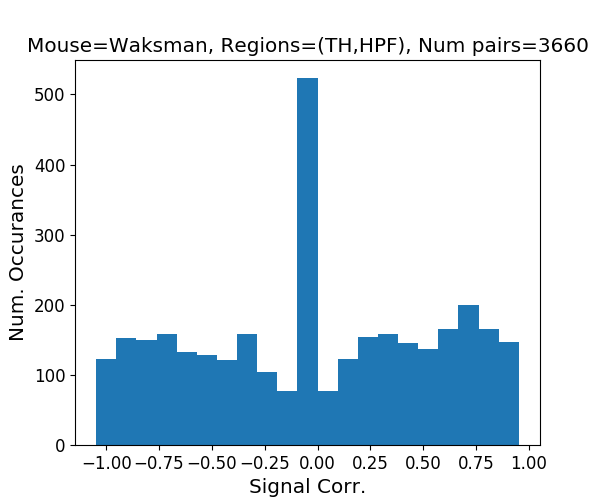 Mouse=Waksman, Regions=(TH,HPF), Num pairs=3660
Num. Occurances
500
400
300
200
100
0
−1.00 −0.75 −0.50 −0.25 0.00 0.25 0.50 0.75 1.00
Signal Corr.